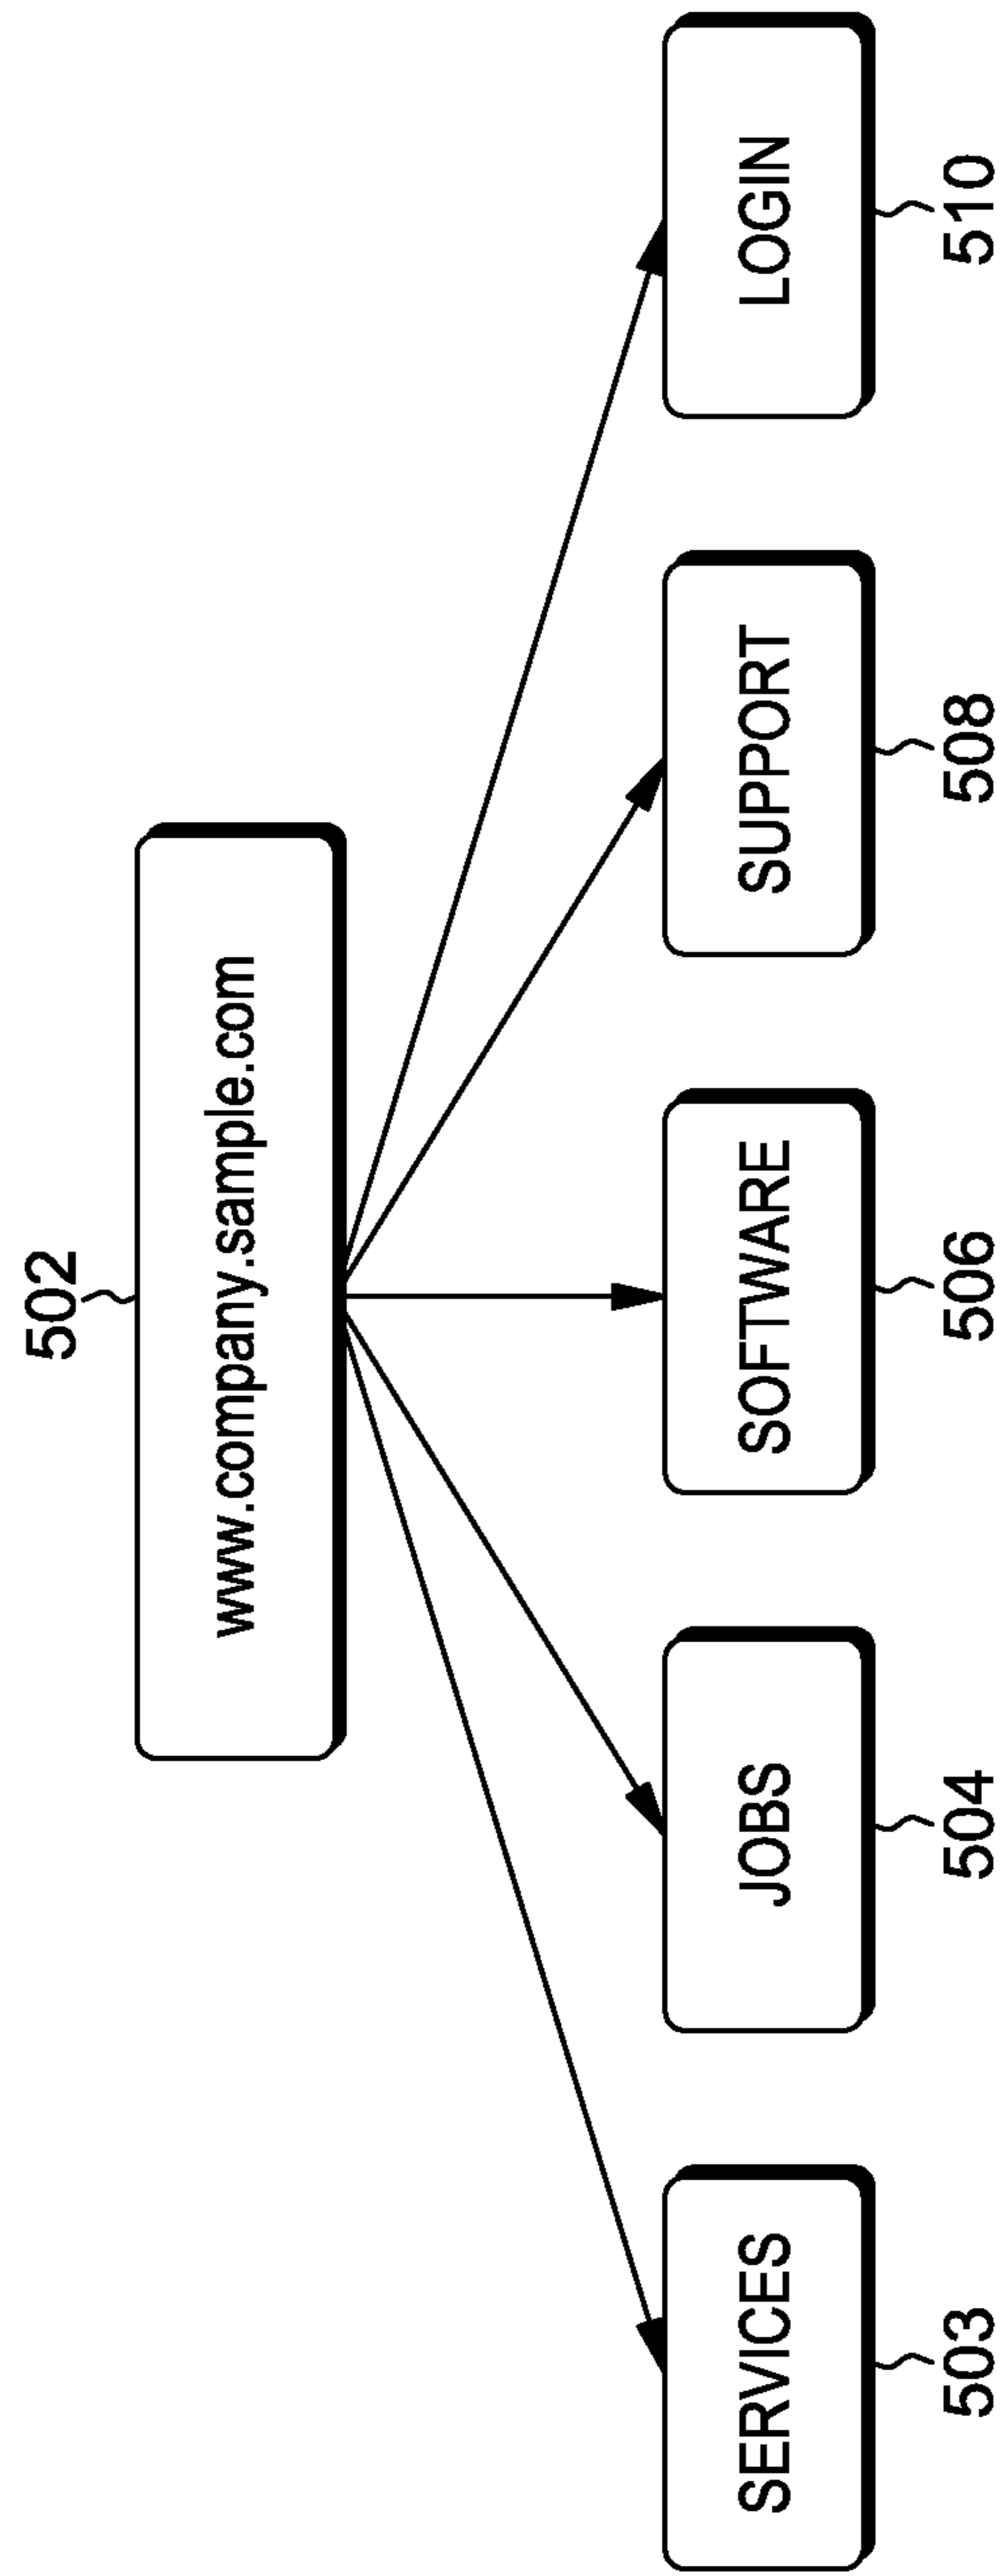 502
www.company.sample.com
SERVICES
JOBS
SOFTWARE
SUPPORT
LOGIN
503
504
506
508
510